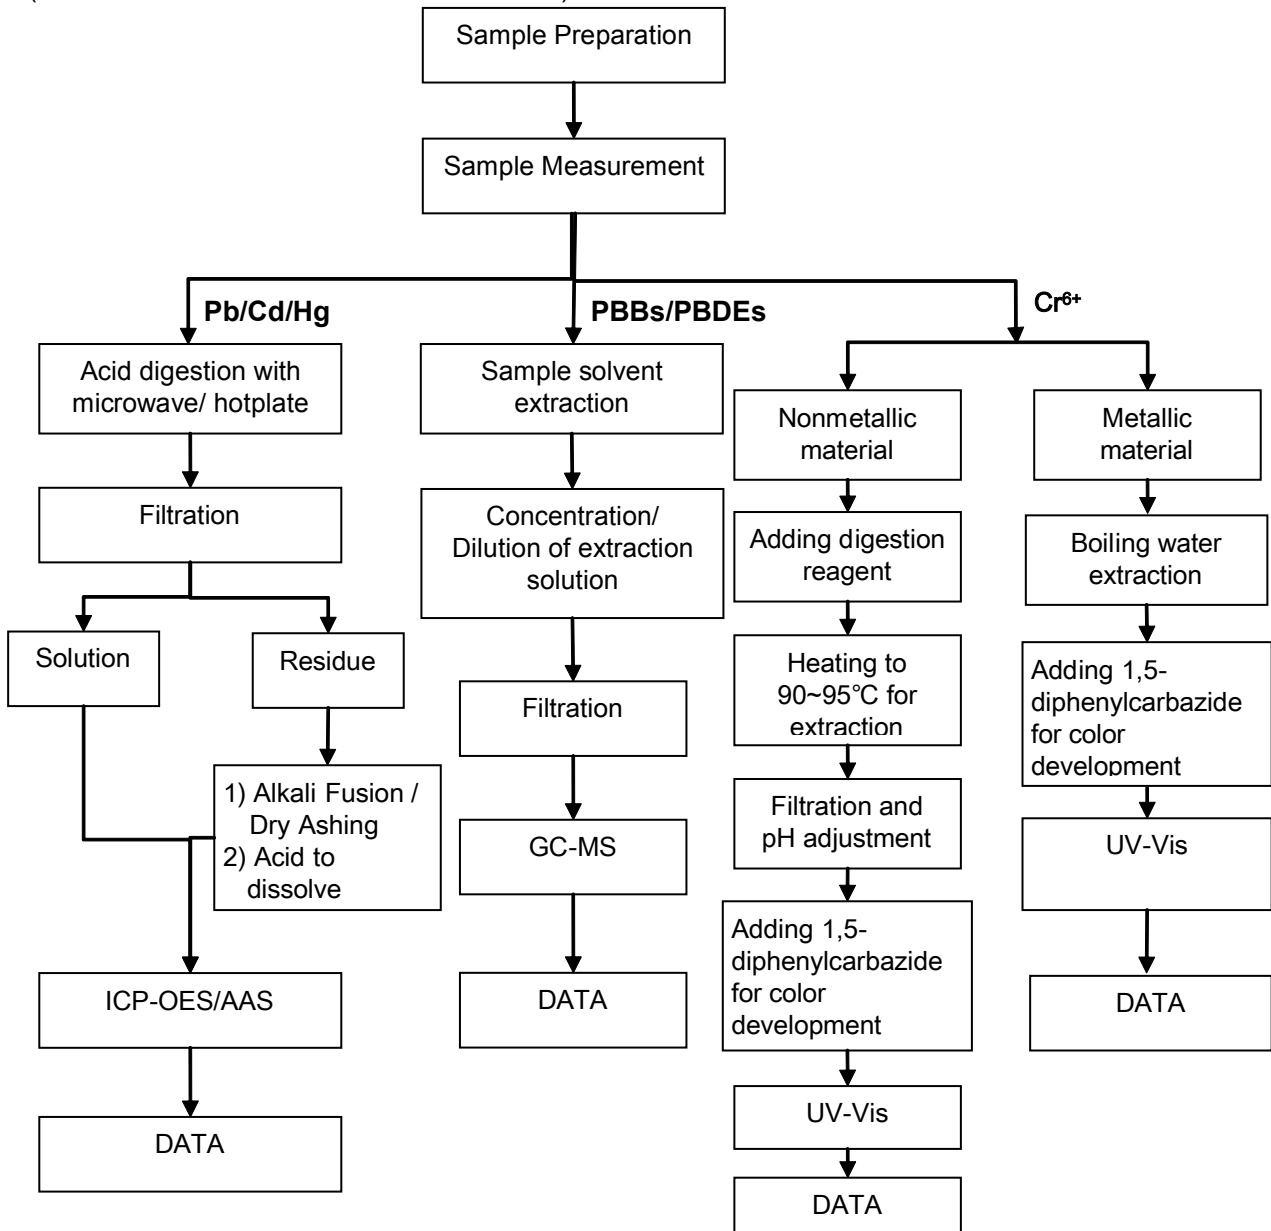 Sample Preparation
Sample Measurement
Pb/Cd/Hg
PBBs/PBDEs
Cr⁶⁺
Acid digestion with
microwave/ hotplate
Filtration
Solution
Residue
1) Alkali Fusion /
Dry Ashing
2) Acid to
dissolve
ICP-OES/AAS
DATA
Sample solvent
extraction
Concentration/
Dilution of extraction
solution
Filtration
GC-MS
DATA
Nonmetallic
material
Adding digestion
reagent
Heating to
90~95℃ for
extraction
Filtration and
pH adjustment
Adding 1,5-
diphenylcarbazide
for color
development
UV-Vis
DATA
Metallic
material
Boiling water
extraction
Adding 1,5-
diphenylcarbazide
for color
development
UV-Vis
DATA